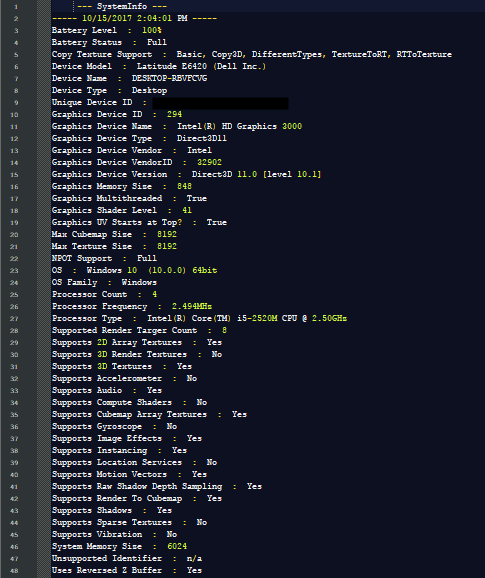 1 --- SystemInfo ---
2 ----- 10/15/2017 2:04:01 PM -----
3 Battery Level : 100%
4 Battery Status : Full
5 Copy Texture Support : Basic, Copy3D, DifferentTypes, TextureToRT, RTToTexture
6 Device Model : Latitude E6420 (Dell Inc.)
7 Device Name : DESKTOP-RBVFCVG
8 Device Type : Desktop
9 Unique Device ID :
10 Graphics Device ID : 294
11 Graphics Device Name : Intel(R) HD Graphics 3000
12 Graphics Device Type : Direct3D11
13 Graphics Device Vendor : Intel
14 Graphics Device VendorID : 32902
15 Graphics Device Version : Direct3D 11.0 [level 10.1]
16 Graphics Memory Size : 848
17 Graphics Multithreaded : True
18 Graphics Shader Level : 41
19 Graphics UV Starts at Top? : True
20 Max Cubemap Size : 8192
21 Max Texture Size : 8192
22 NPOT Support : Full
23 OS : Windows 10 (10.0.0) 64bit
24 OS Family : Windows
25 Processor Count : 4
26 Processor Frequency : 2.494MHz
27 Processor Type : Intel(R) Core(TM) i5-2520M CPU @ 2.50GHz
28 Supported Render Targer Count : 8
29 Supports 2D Array Textures : Yes
30 Supports 3D Render Textures : No
31 Supports 3D Textures : Yes
32 Supports Accelerometer : No
33 Supports Audio : Yes
34 Supports Compute Shaders : No
35 Supports Cubemap Array Textures : Yes
36 Supports Gyroscope : No
37 Supports Image Effects : Yes
38 Supports Instancing : Yes
39 Supports Location Services : No
40 Supports Motion Vectors : Yes
41 Supports Raw Shadow Depth Sampling : Yes
42 Supports Render To Cubemap : Yes
43 Supports Shadows : Yes
44 Supports Sparse Textures : No
45 Supports Vibration : No
46 System Memory Size : 6024
47 Unsupported Identifier : n/a
48 Uses Reversed Z Buffer : Yes